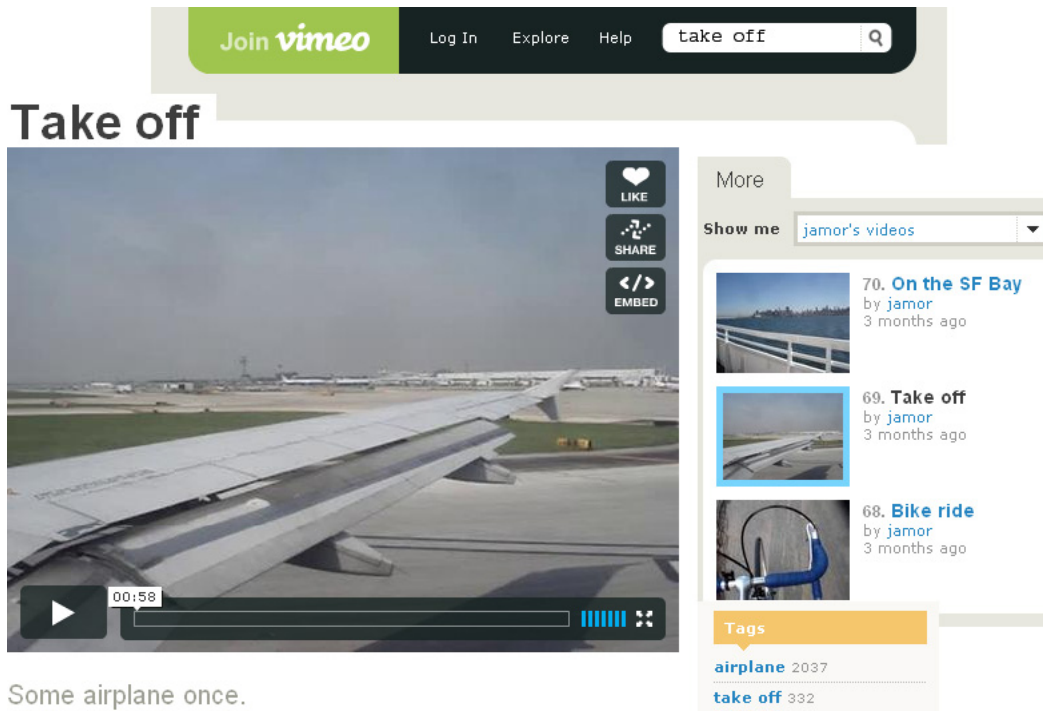 Join vimeo Log In Explore Help take off
Take off
LIKE
SHARE
</>
EMBED
00:58
Some airplane once.
More
Show me jamor's videos
70. On the SF Bay
by jamor
3 months ago
69. Take off
by jamor
3 months ago
68. Bike ride
by jamor
3 months ago
Tags
airplane 2037
take off 332